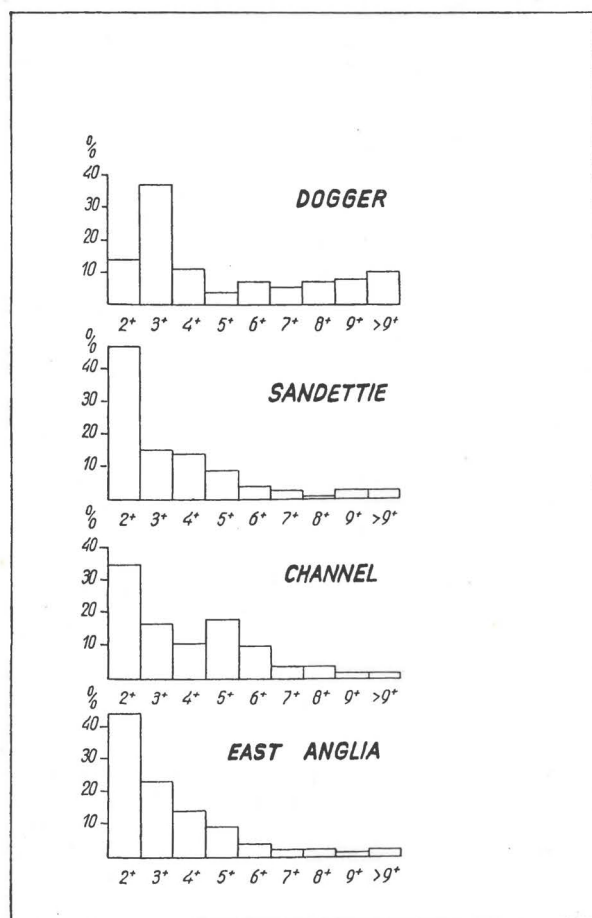 %
40
30
20
10
DOGGER
2+ 3+ 4+ 5+ 6+ 7+ 8+ 9+ >9+
%
40
30
20
10
SANDETTIE
2+ 3+ 4+ 5+ 6+ 7+ 8+ 9+ >9+
%
40
30
20
10
CHANNEL
2+ 3+ 4+ 5+ 6+ 7+ 8+ 9+ >9+
%
40
30
20
10
EAST ANGLIA
2+ 3+ 4+ 5+ 6+ 7+ 8+ 9+ >9+